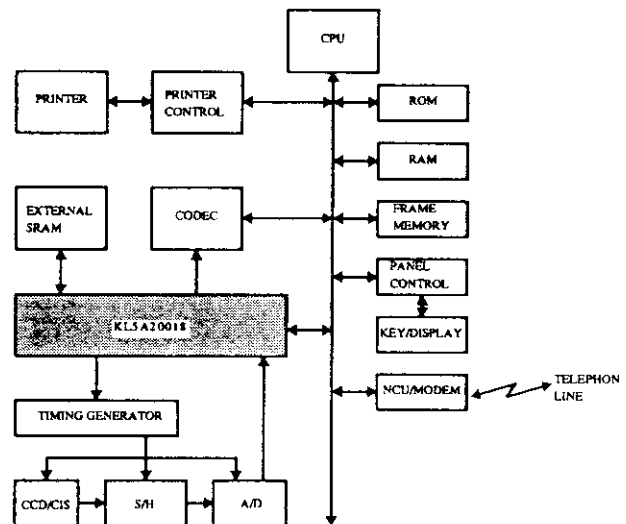 CPU
PRINTER
PRINTER
CONTROL
ROM
RAM
EXTERNAL
SRAM
CODEC
FRAME
MEMORY
PANEL
CONTROL
KL5A20018
KEY/DISPLAY
NCU/MODEM
TELEPHON
LINE
TIMING GENERATOR
CCD/CIS
S/H
A/D